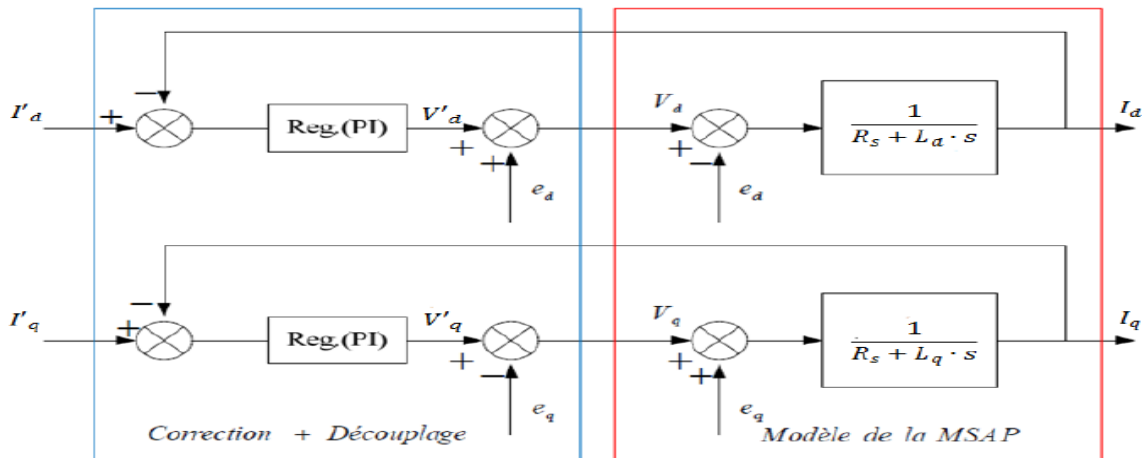 I'd
+
−
Reg.(PI)
V'd
+
+
ed
Vd
+
−
ed
1
Rs + Ld · s
Id
I'q
+
−
Reg.(PI)
V'q
+
−
eq
Vq
+
+
eq
1
Rs + Lq · s
Iq
Correction + Découplage
Modèle de la MSAP